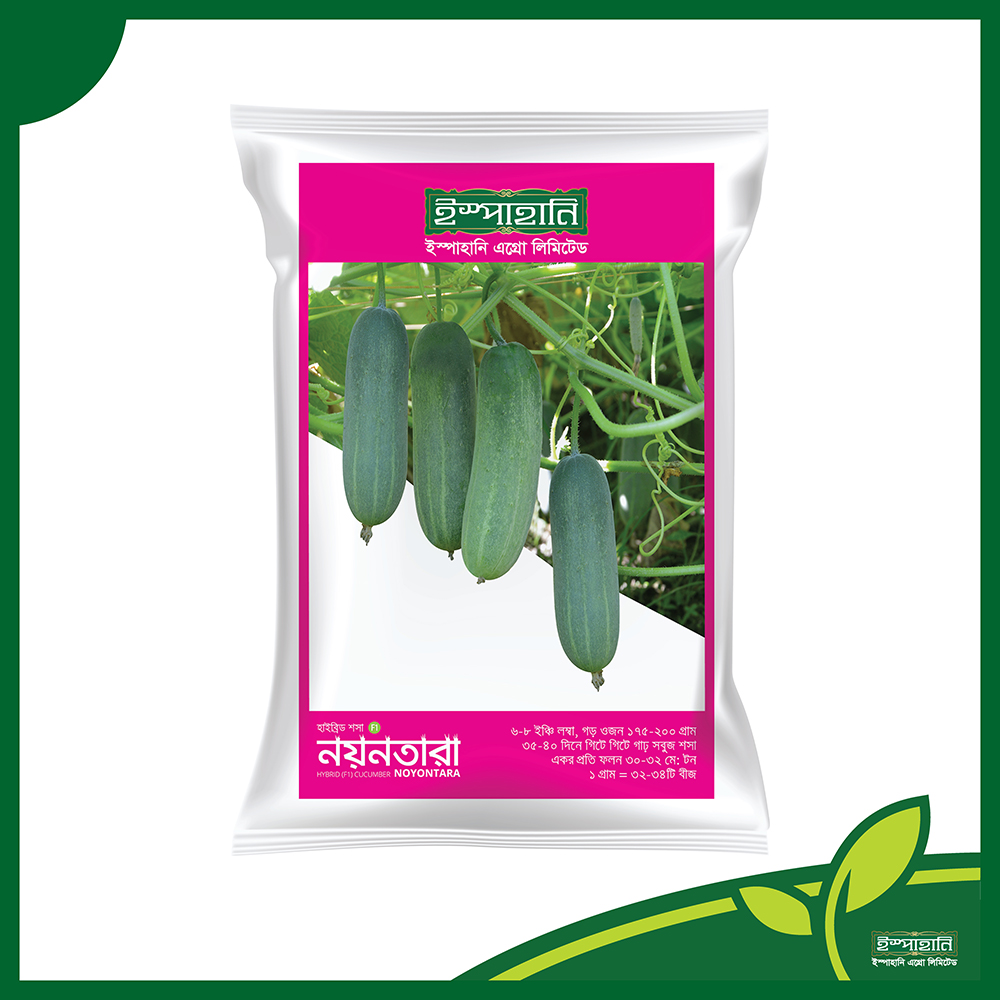 ইস্পাহানি
ইস্পাহানি এগ্রো লিমিটেড
হাইব্রিড শসা F1
নয়নতারা
HYBRID (F1) CUCUMBER NOYONTARA
৬-৮ ইঞ্চি লম্বা, গড় ওজন ১৭৫-২০০ গ্রাম
৩৫-৪০ দিনে গিটে গিটে গাঢ় সবুজ শসা
একর প্রতি ফলন ৩০-৩২ মে: টন
১ গ্রাম = ৩২-৩৪টি বীজ
ইস্পাহানি
ইস্পাহানি এগ্রো লিমিটেড